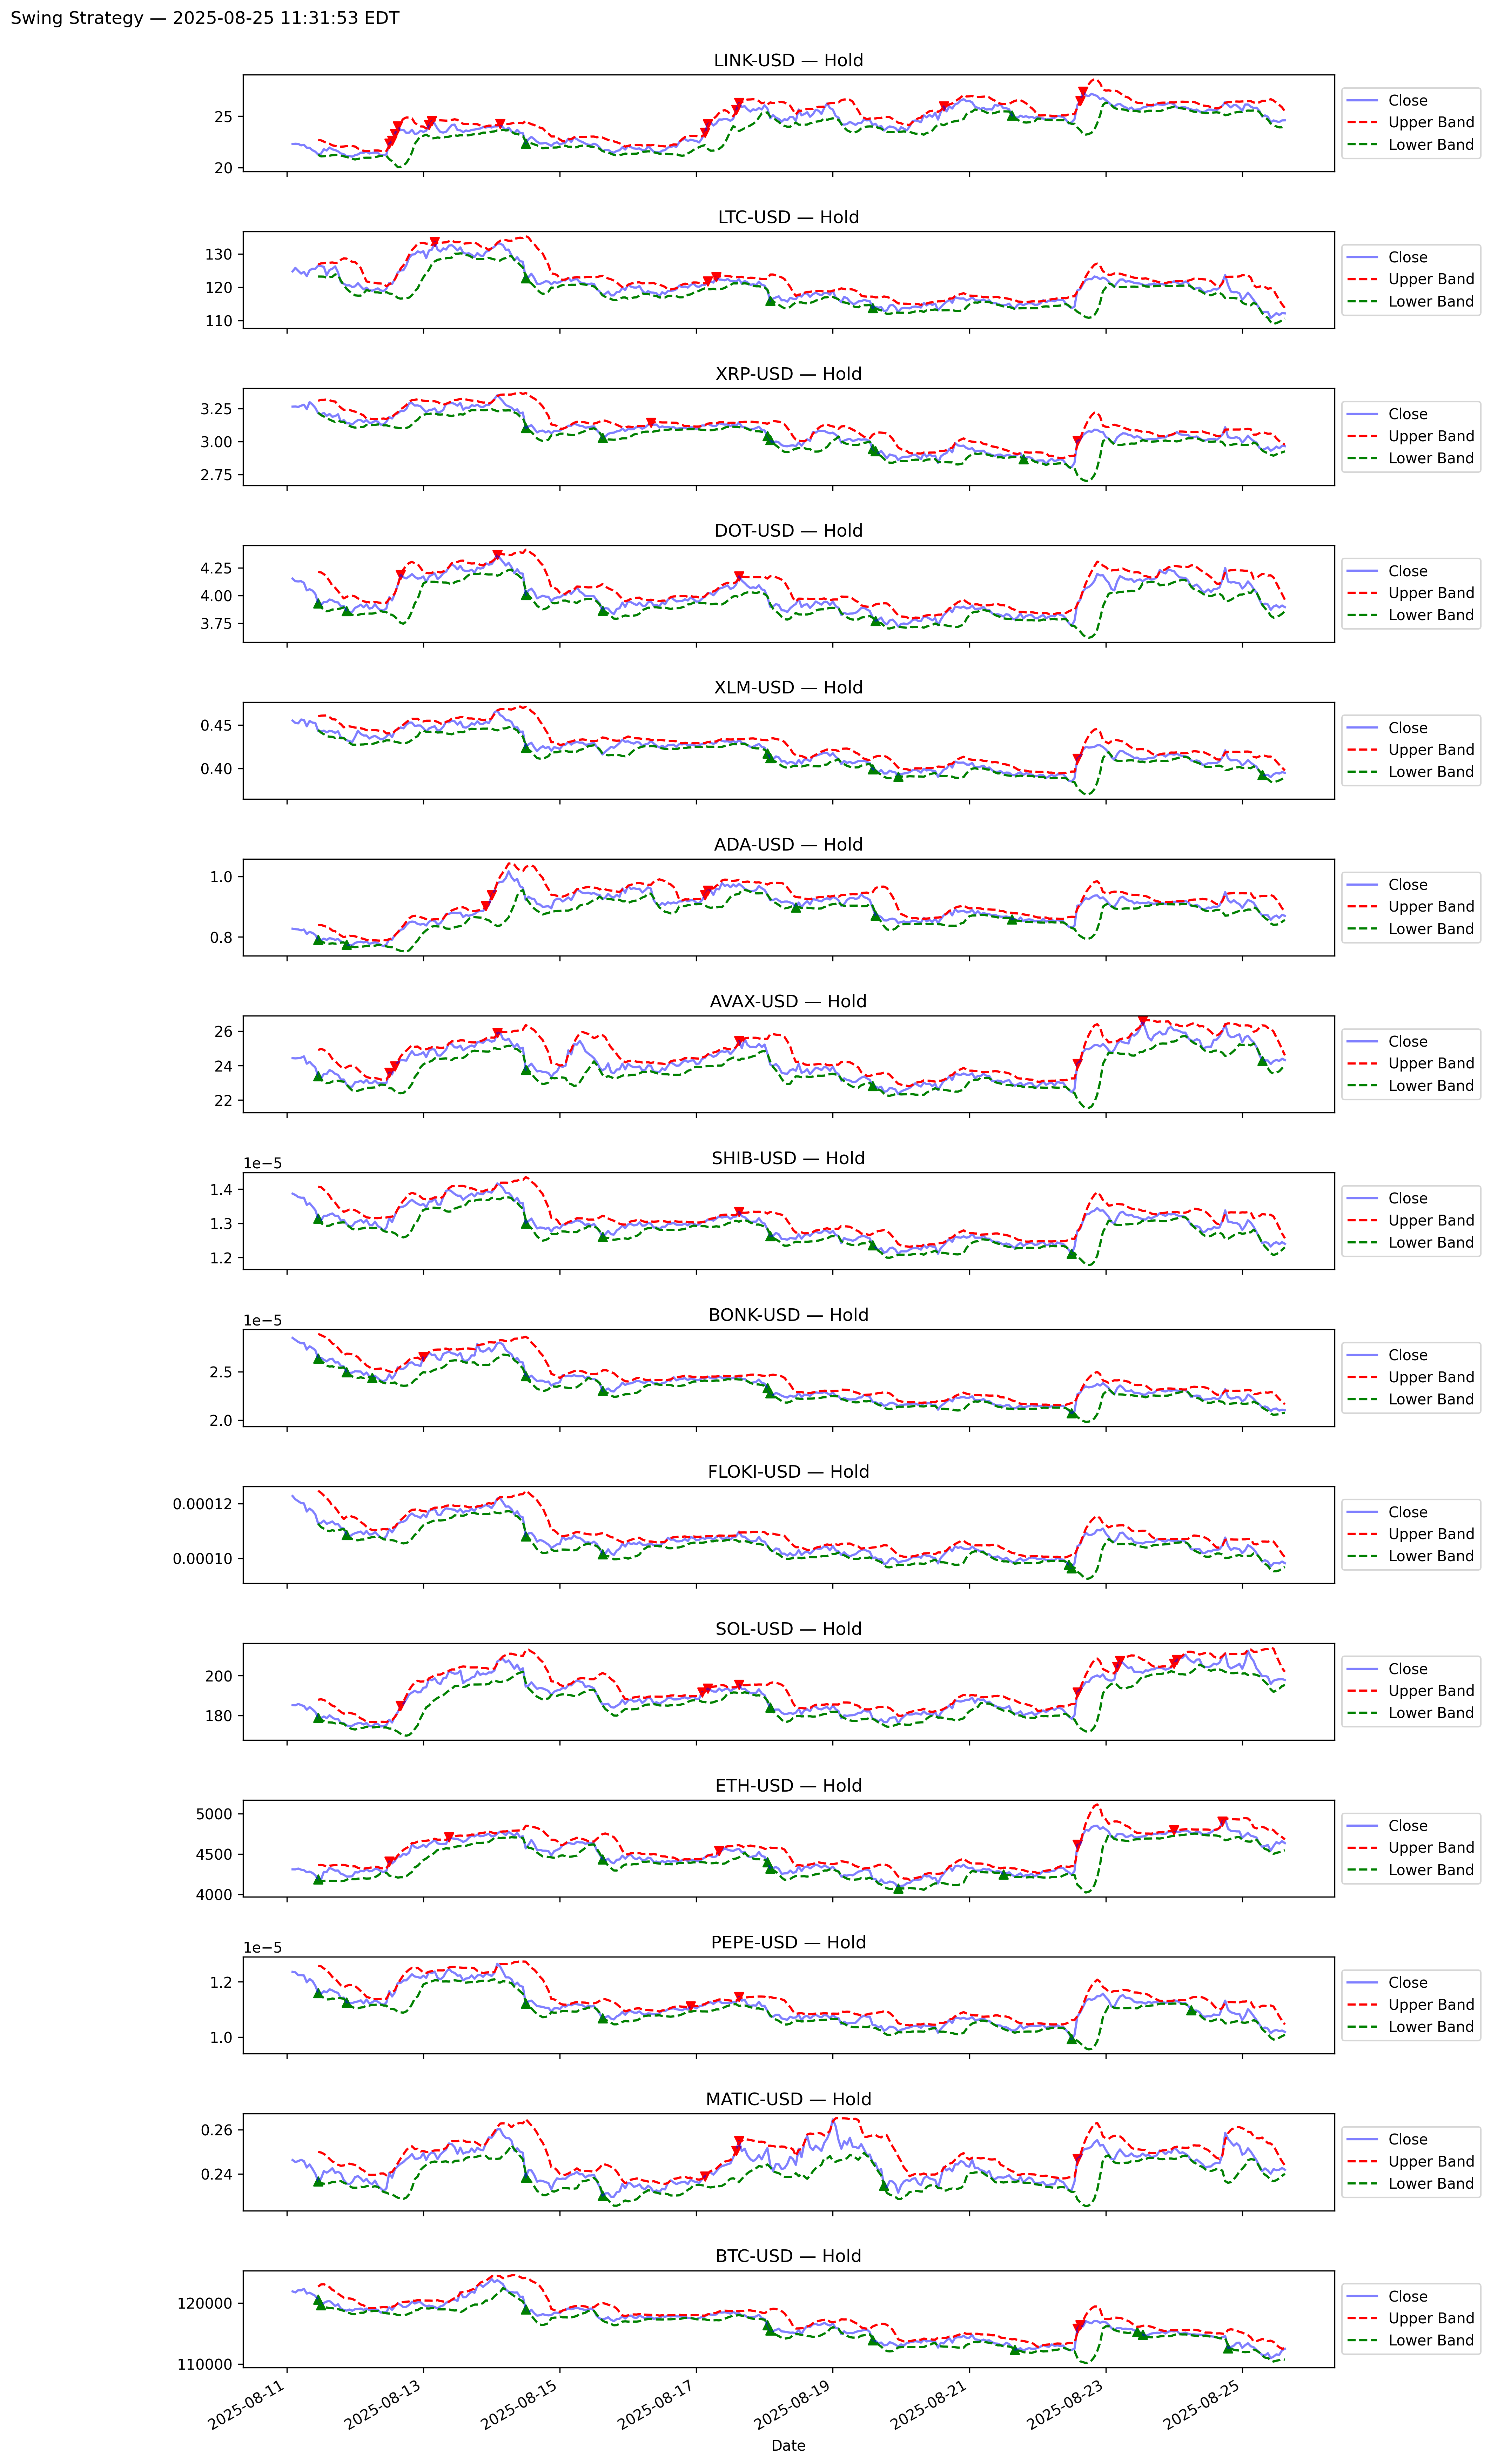 Swing Strategy — 2025-08-25 11:31:53 EDT
LINK-USD — Hold
25
20
Close
Upper Band
Lower Band
LTC-USD — Hold
130
120
110
Close
Upper Band
Lower Band
XRP-USD — Hold
3.25
3.00
2.75
Close
Upper Band
Lower Band
DOT-USD — Hold
4.25
4.00
3.75
Close
Upper Band
Lower Band
XLM-USD — Hold
0.45
0.40
Close
Upper Band
Lower Band
ADA-USD — Hold
1.0
0.8
Close
Upper Band
Lower Band
AVAX-USD — Hold
26
24
22
Close
Upper Band
Lower Band
SHIB-USD — Hold
1e−5
1.4
1.3
1.2
Close
Upper Band
Lower Band
BONK-USD — Hold
1e−5
2.5
2.0
Close
Upper Band
Lower Band
FLOKI-USD — Hold
0.00012
0.00010
Close
Upper Band
Lower Band
SOL-USD — Hold
200
180
Close
Upper Band
Lower Band
ETH-USD — Hold
5000
4500
4000
Close
Upper Band
Lower Band
PEPE-USD — Hold
1e−5
1.2
1.0
Close
Upper Band
Lower Band
MATIC-USD — Hold
0.26
0.24
Close
Upper Band
Lower Band
BTC-USD — Hold
120000
110000
Close
Upper Band
Lower Band
2025-08-11
2025-08-13
2025-08-15
2025-08-17
2025-08-19
2025-08-21
2025-08-23
2025-08-25
Date